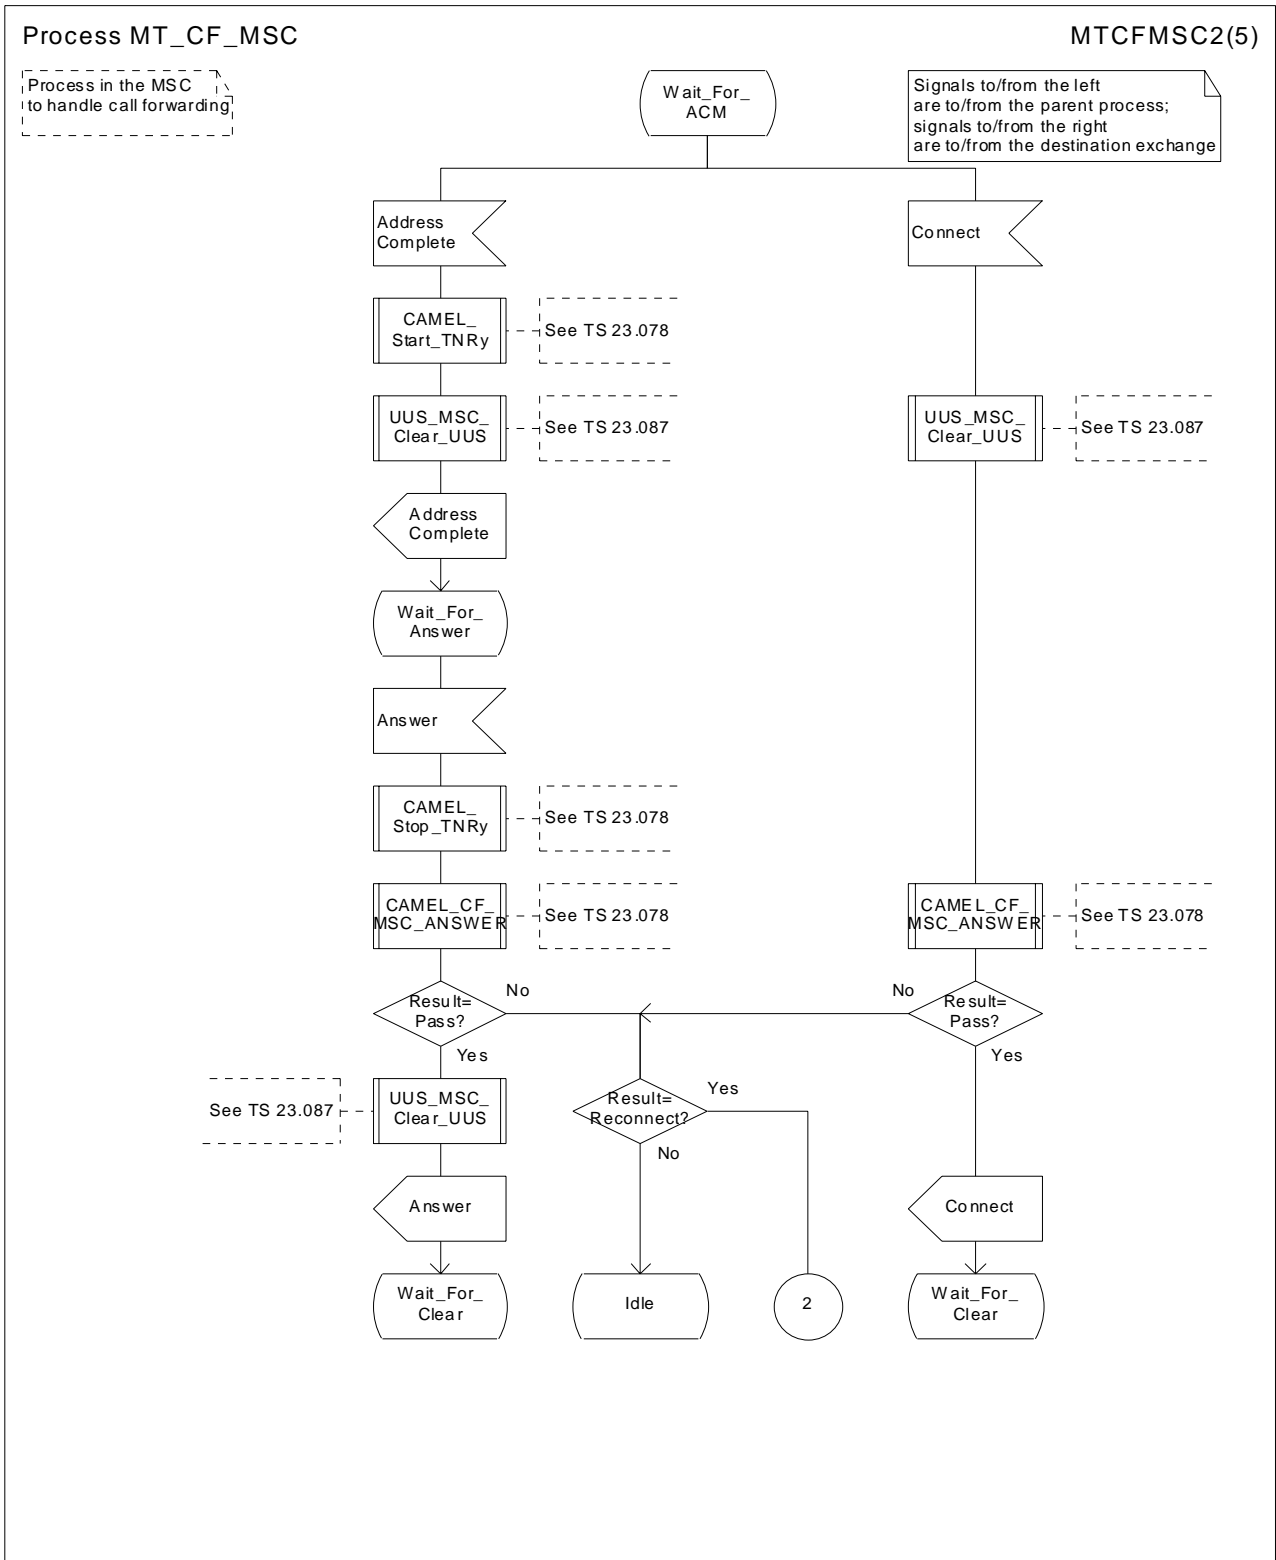 Process MT_CF_MSC
MTCFMSC2(5)
Process in the MSC
to handle call forwarding
Wait_For_
ACM
Signals to/from the left
are to/from the parent process;
signals to/from the right
are to/from the destination exchange
Address
Complete
Connect
CAMEL_
Start_TNRy
See TS 23.078
UUS_MSC_
Clear_UUS
See TS 23.087
UUS_MSC_
Clear_UUS
See TS 23.087
Address
Complete
Wait_For_
Answer
Answer
CAMEL_
Stop_TNRy
See TS 23.078
CAMEL_CF_
MSC_ANSWER
See TS 23.078
CAMEL_CF_
MSC_ANSWER
See TS 23.078
Result=
Pass?
No
Yes
No
Result=
Pass?
Yes
See TS 23.087
UUS_MSC_
Clear_UUS
Result=
Reconnect?
Yes
No
Answer
Connect
Wait_For_
Clear
Idle
2
Wait_For_
Clear